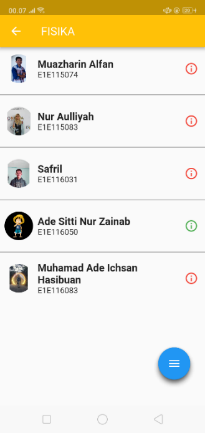 00.07
FISIKA
Muazharin Alfan
E1E115074
Nur Aulliyah
E1E115083
Safril
E1E116031
Ade Sitti Nur Zainab
E1E116050
Muhamad Ade Ichsan
Hasibuan
E1E116083